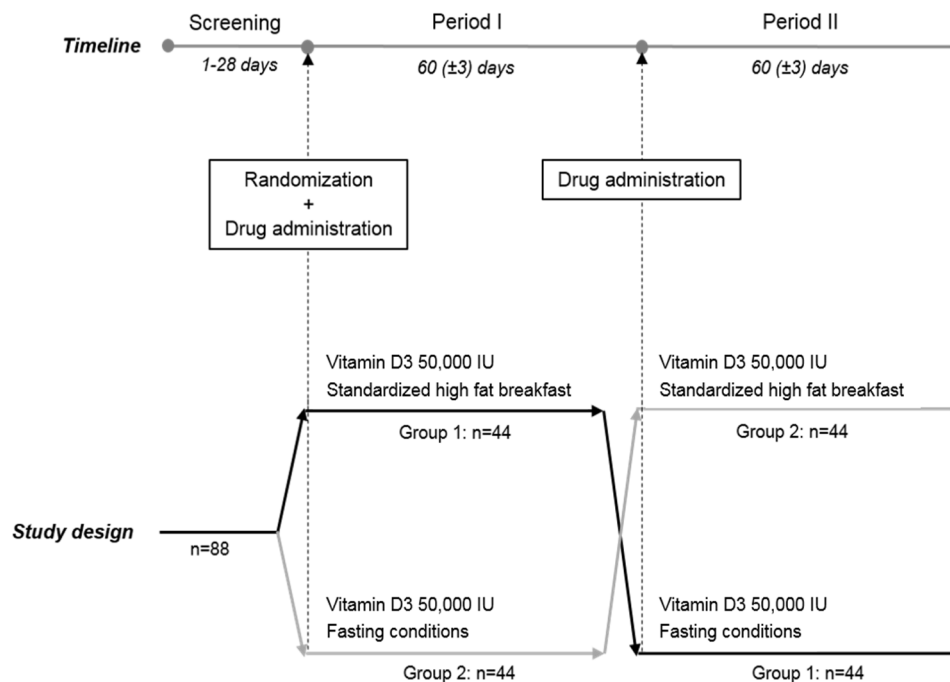 Screening
Period I
Period II
Timeline
1-28 days
60 (±3) days
60 (±3) days
Randomization
+
Drug administration
Drug administration
Vitamin D3 50,000 IU
Standardized high fat breakfast
Group 1: n=44
Vitamin D3 50,000 IU
Standardized high fat breakfast
Group 2: n=44
Study design
n=88
Vitamin D3 50,000 IU
Fasting conditions
Group 2: n=44
Vitamin D3 50,000 IU
Fasting conditions
Group 1: n=44